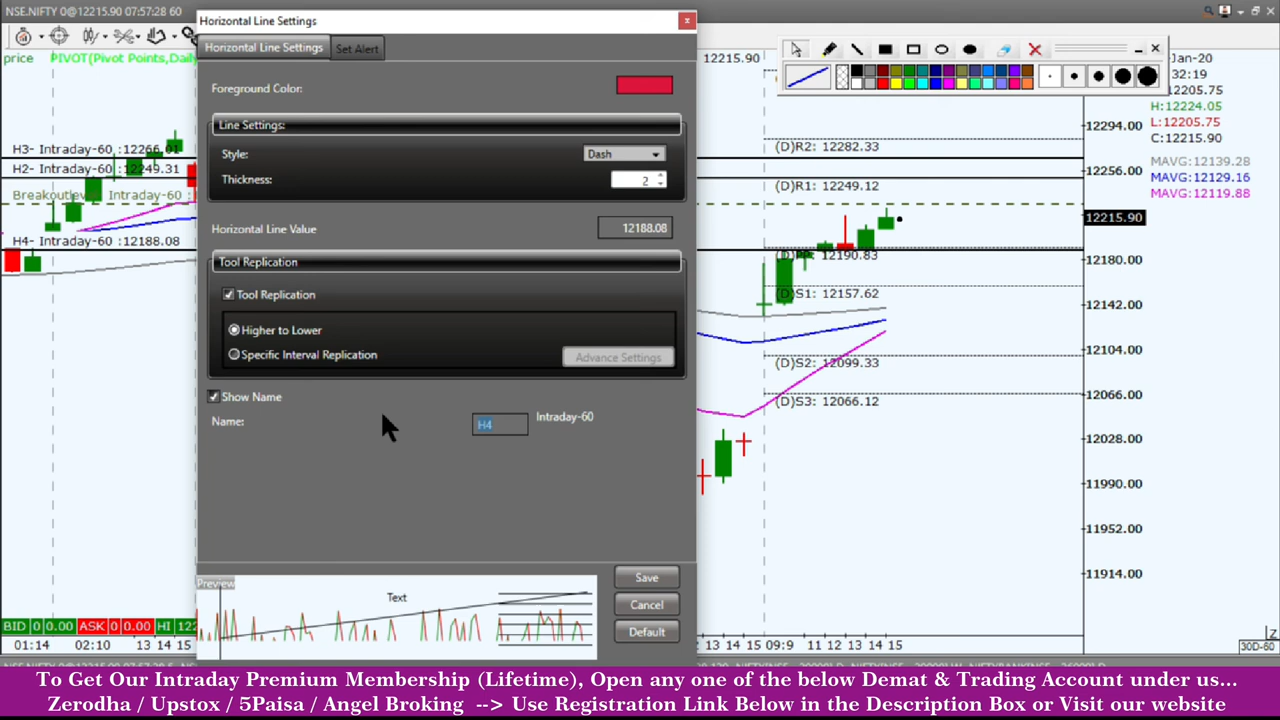 NSE.NIFTY 0@12215.90 07:57:28 60
Horizontal Line Settings
Horizontal Line Settings
Set Alert
price
PIVOT(Pivot Points,Daily
Foreground Color:
Line Settings:
Style:
Dash
Thickness:
2
Horizontal Line Value
12188.08
Tool Replication
Tool Replication
Higher to Lower
Specific Interval Replication
Advance Settings
Show Name
Name:
H4
Intraday-60
Preview
Text
Save
Cancel
Default
H3- Intraday-60 :12266.01
H2- Intraday-60 :12249.31
Intraday-60
H4- Intraday-60 :12188.08
12215.90
(D)R2: 12282.33
(D)R1: 12249.12
12190.83
(D)S1: 12157.62
(D)S2: 12099.33
(D)S3: 12066.12
12294.00
12256.00
12215.90
12180.00
12142.00
12104.00
12066.00
12028.00
11990.00
11952.00
11914.00
Jan-20
32:19
12205.75
H:12224.05
L:12205.75
C:12215.90
MAVG:12139.28
MAVG:12129.16
MAVG:12119.88
BID 0 0.00 ASK 0 0.00 HI 122
01:14 02:10 13 14 15
12 13 14 15 09:9 11 12 13 14 15
30D-60
To Get Our Intraday Premium Membership (Lifetime), Open any one of the below Demat & Trading Account under us...
Zerodha / Upstox / 5Paisa / Angel Broking --> Use Registration Link Below in the Description Box or Visit our website